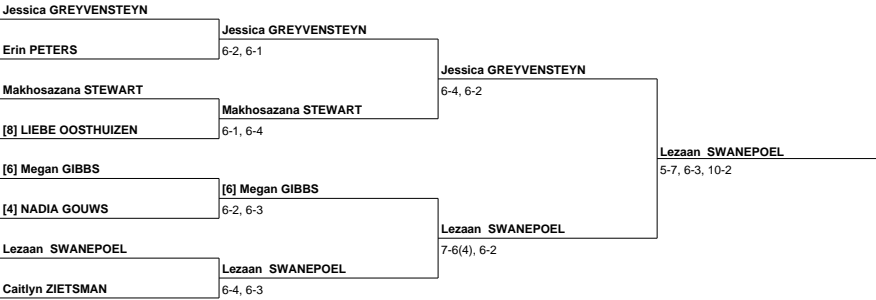 Jessica GREYVENSTEYN
Jessica GREYVENSTEYN
Erin PETERS
6-2, 6-1
Jessica GREYVENSTEYN
Makhosazana STEWART
6-4, 6-2
Makhosazana STEWART
[8] LIEBE OOSTHUIZEN
6-1, 6-4
Lezaan SWANEPOEL
[6] Megan GIBBS
5-7, 6-3, 10-2
[6] Megan GIBBS
[4] NADIA GOUWS
6-2, 6-3
Lezaan SWANEPOEL
Lezaan SWANEPOEL
7-6(4), 6-2
Lezaan SWANEPOEL
Caitlyn ZIETSMAN
6-4, 6-3